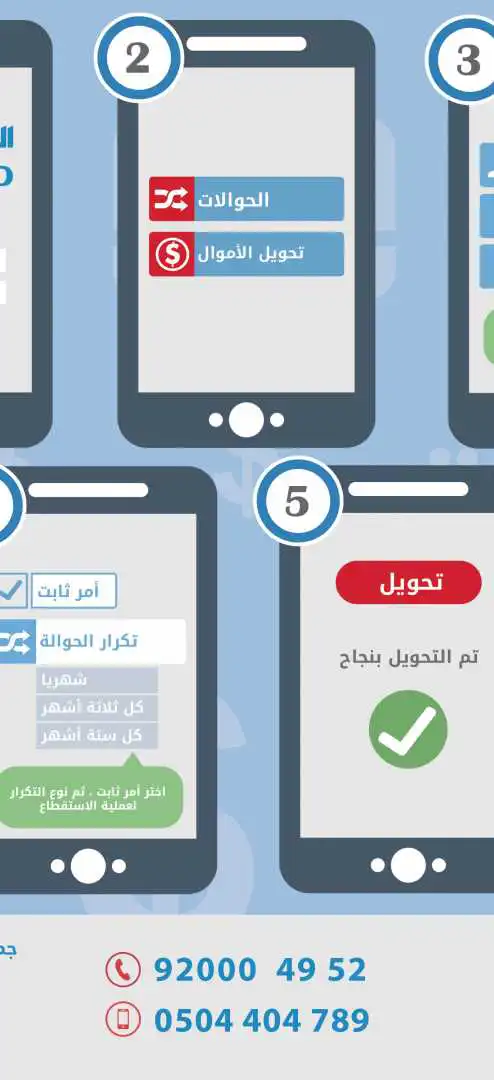 2
الحوالات
تحويل الأموال
3
أمر ثابت
تكرار الحوالة
شهريا
كل ثلاثة أشهر
كل ستة أشهر
اختر أمر ثابت ، ثم نوع التكرار
لعملية الاستقطاع
5
تحويل
تم التحويل بنجاح
92000 49 52
0504 404 789